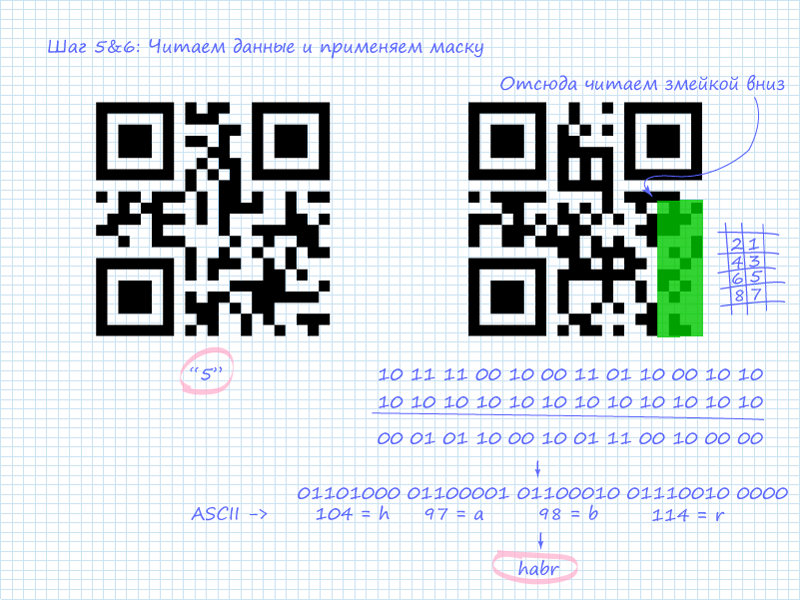 Шаг 5&6: Читаем данные и применяем маску
Отсюда читаем змейкой вниз
2 1
4 3
6 5
8 7
“5”
10 11 11 00 10 00 11 01 10 00 10 10
10 10 10 10 10 10 10 10 10 10 10 10
00 01 01 10 00 10 01 11 00 10 00 00
01101000 01100001 01100010 01110010 0000
ASCII -> 104 = h 97 = a 98 = b 114 = r
habr